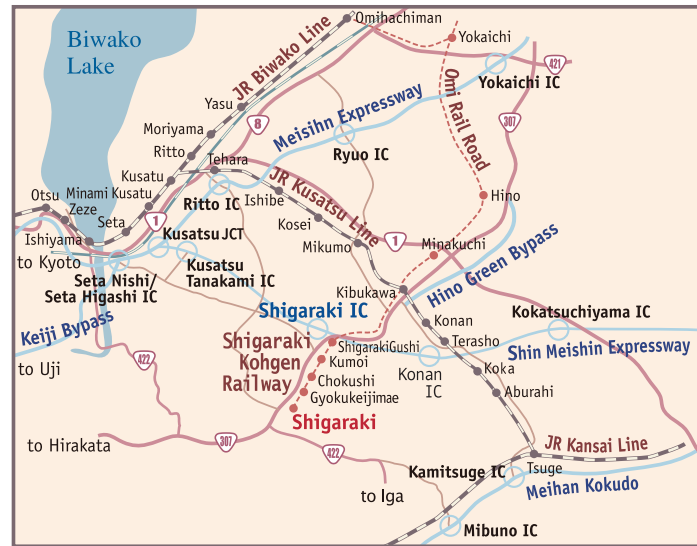 Biwako
Lake
Omihachiman
Yokaichi
JR Biwako Line
421
Yokaichi IC
Omi Rail Road
Yasu
8
Meisihn Expressway
307
Moriyama
Ryuo IC
Ritto
Tehara
Kusatu
JR Kusatsu Line
Hino
Otsu
Minami
Kusatu
Ritto IC
Ishibe
Zeze
1
Kosei
Seta
Ishiyama
Kusatsu JCT
Mikumo
1
Minakuchi
to Kyoto
Kusatsu
Tanakami IC
Seta Nishi/
Seta Higashi IC
Kibukawa
Hino Green Bypass
Keiji Bypass
Shigaraki IC
Konan
Kokatsuchiyama IC
Shigaraki
Kohgen
Railway
ShigarakiGushi
Terasho
Shin Meishin Expressway
422
Kumoi
Konan
IC
to Uji
Koka
Chokushi
Gyokukeijimae
Aburahi
Shigaraki
to Hirakata
307
422
JR Kansai Line
Kamitsuge IC
Tsuge
to Iga
Meihan Kokudo
Mibuno IC